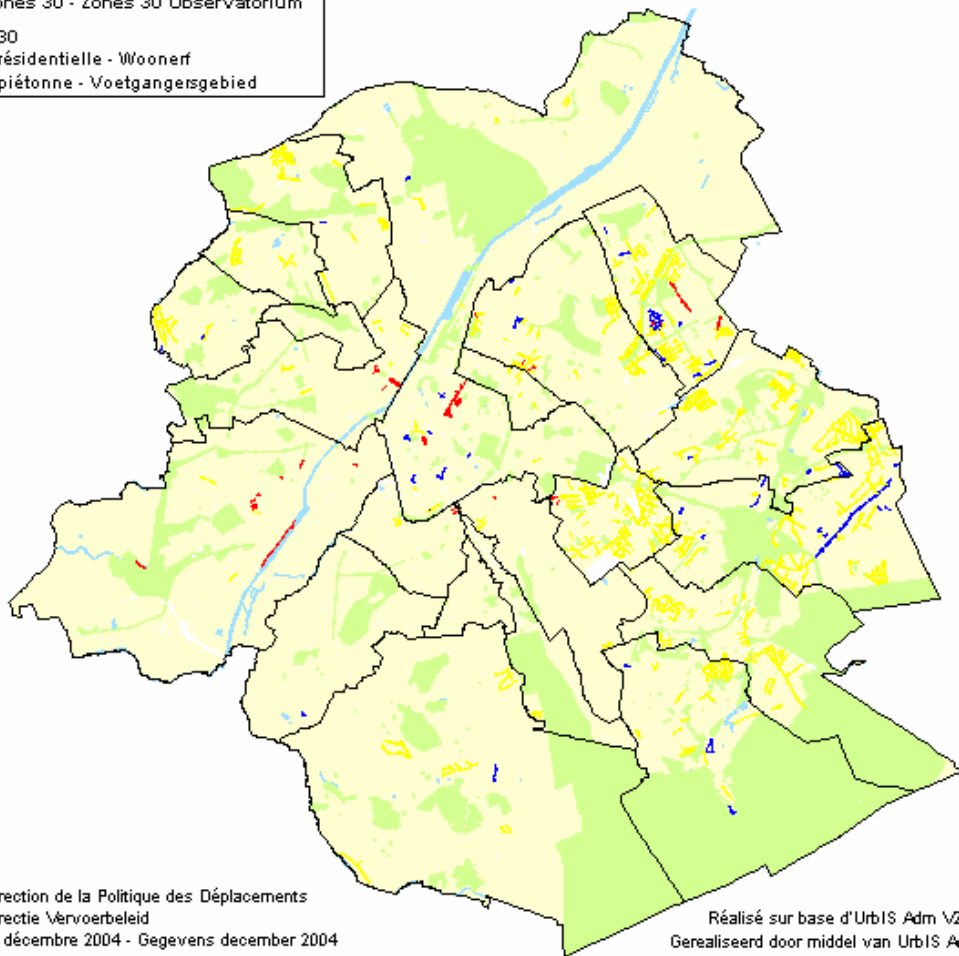 ones 30 - Zones 30 Observatorium
30
résidentielle - Woonerf
piétonne - Voetgangersgebied
rection de la Politique des Déplacements
rectie Vervoerbeleid
décembre 2004 - Gegevens december 2004
Réalisé sur base d'UrbIS Adm V2
Gerealiseerd door middel van UrbIS A